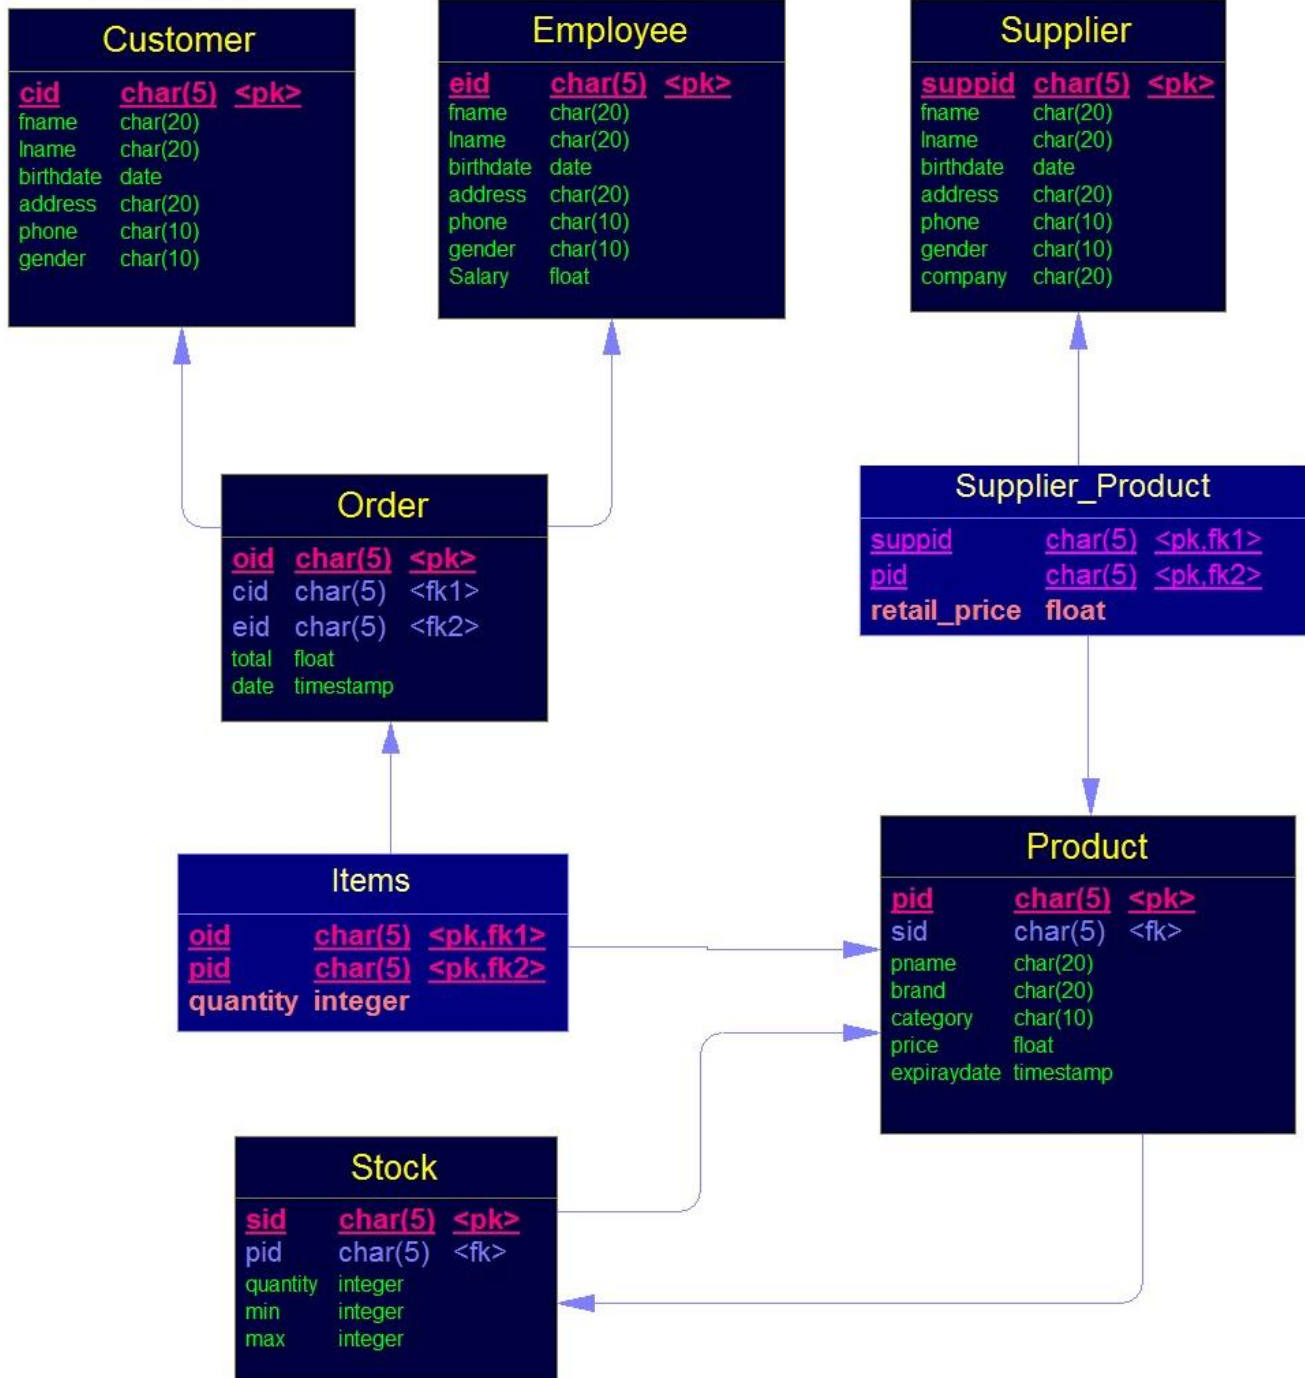 Customer
cid char(5) <pk>
fname char(20)
lname char(20)
birthdate date
address char(20)
phone char(10)
gender char(10)
Employee
eid char(5) <pk>
fname char(20)
lname char(20)
birthdate date
address char(20)
phone char(10)
gender char(10)
Salary float
Supplier
suppid char(5) <pk>
fname char(20)
lname char(20)
birthdate date
address char(20)
phone char(10)
gender char(10)
company char(20)
Order
oid char(5) <pk>
cid char(5) <fk1>
eid char(5) <fk2>
total float
date timestamp
Supplier_Product
suppid char(5) <pk,fk1>
pid char(5) <pk,fk2>
retail_price float
Items
oid char(5) <pk,fk1>
pid char(5) <pk,fk2>
quantity integer
Product
pid char(5) <pk>
sid char(5) <fk>
pname char(20)
brand char(20)
category char(10)
price float
expiraydate timestamp
Stock
sid char(5) <pk>
pid char(5) <fk>
quantity integer
min integer
max integer